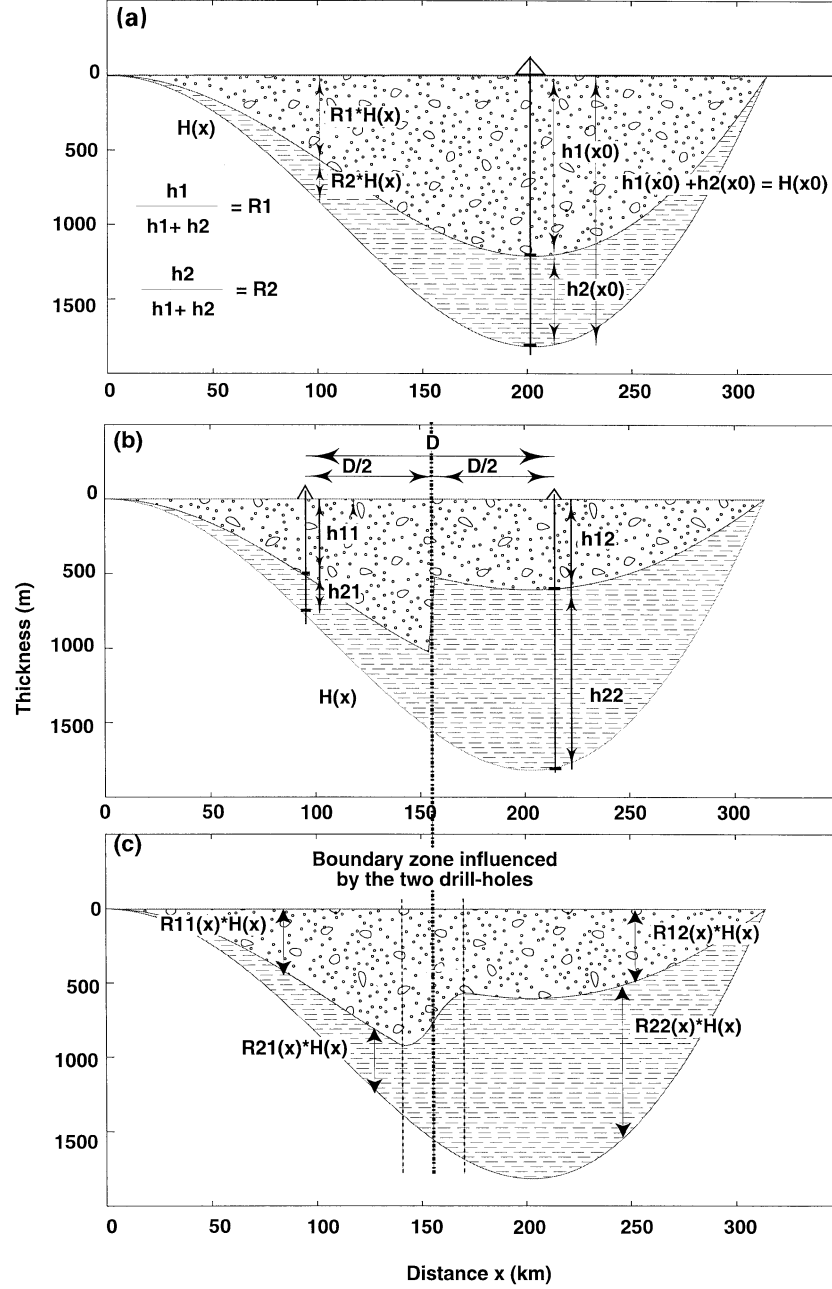 (a)
0
500
1000
1500
H(x)
R1*H(x)
R2*H(x)
h1
h1+ h2
= R1
h2
h1+ h2
= R2
h1(x0)
h1(x0) +h2(x0) = H(x0)
h2(x0)
0 50 100 150 200 250 300
(b)
D
D/2 D/2
0
500
1000
1500
h11
h21
h12
h22
H(x)
Thickness (m)
0 50 100 150 200 250 300
(c)
Boundary zone influenced
by the two drill-holes
0
500
1000
1500
R11(x)*H(x)
R12(x)*H(x)
R21(x)*H(x)
R22(x)*H(x)
0 50 100 150 200 250 300
Distance x (km)